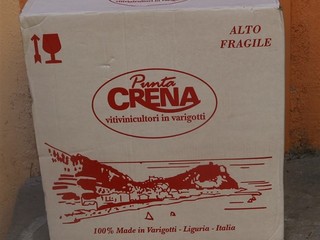 ALTO
FRAGILE
Punta
CRENA
vitivinicultori in varigotti
100% Made in Varigotti - Liguria - Italia